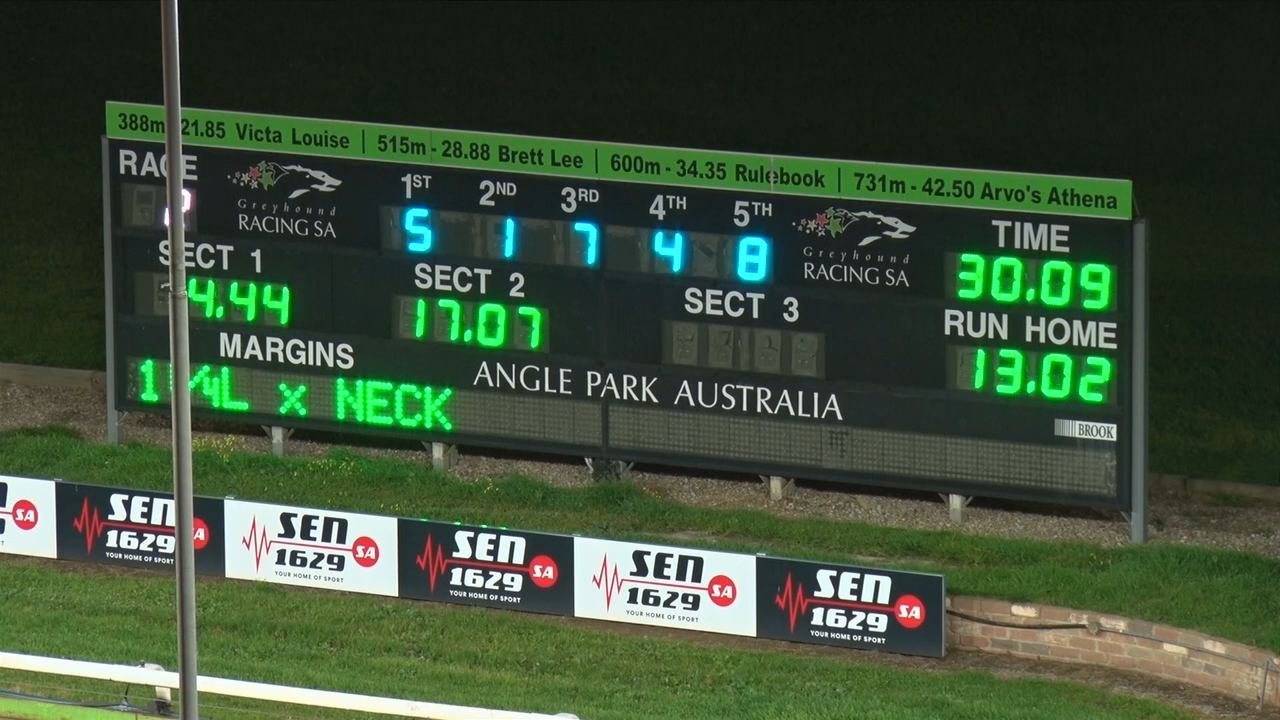 388m - 21.85 Victa Louise | 515m - 28.88 Brett Lee | 600m - 34.35 Rulebook | 731m - 42.50 Arvo's Athena
RACE
1ST 2ND 3RD 4TH 5TH
Greyhound
RACING SA
5 1 7 4 8
Greyhound
RACING SA
TIME
30.09
SECT 1
4.44
SECT 2
17.07
SECT 3
RUN HOME
13.02
MARGINS
ANGLE PARK AUSTRALIA
x NECK
BROOK
SA
SEN
1629 SA
YOUR HOME OF SPORT
SEN
1629 SA
YOUR HOME OF SPORT
SEN
1629 SA
YOUR HOME OF SPORT
SEN
1629 SA
YOUR HOME OF SPORT
SEN
1629 SA
YOUR HOME OF SPORT